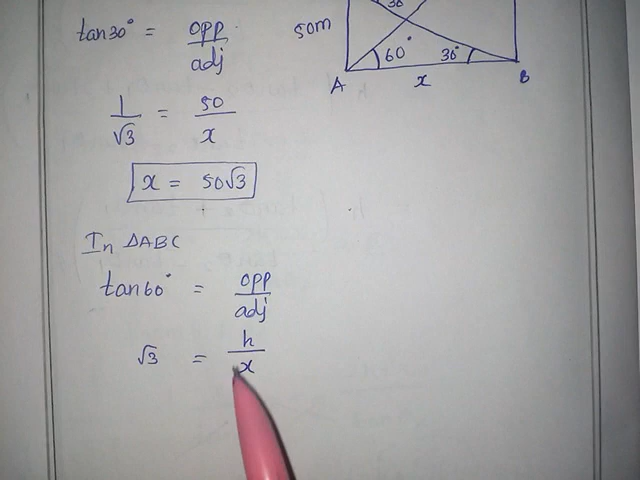 tan30° = opp/adj
50m
30
60°
30°
A
x
B
1/√3 = 50/x
x = 50√3
In ΔABC
tan60° = opp/adj
√3 = h/x